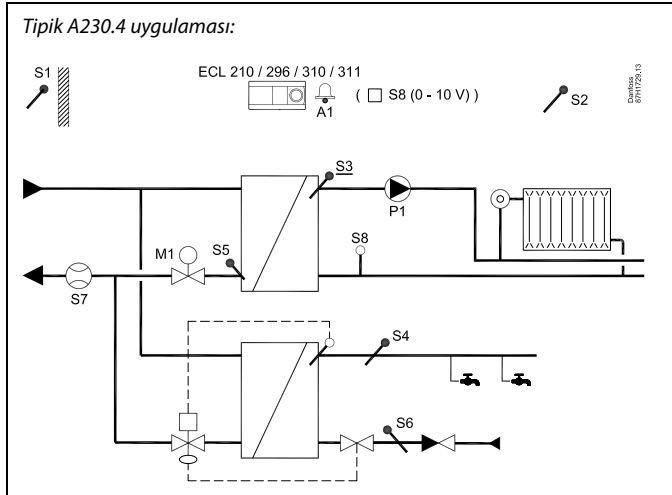 Tipik A230.4 uygulaması:
S1
ECL 210 / 296 / 310 / 311
A1
( □ S8 (0 - 10 V) )
S2
Danfoss
87H1729.13
S3
P1
M1
S5
S8
S7
S4
S6